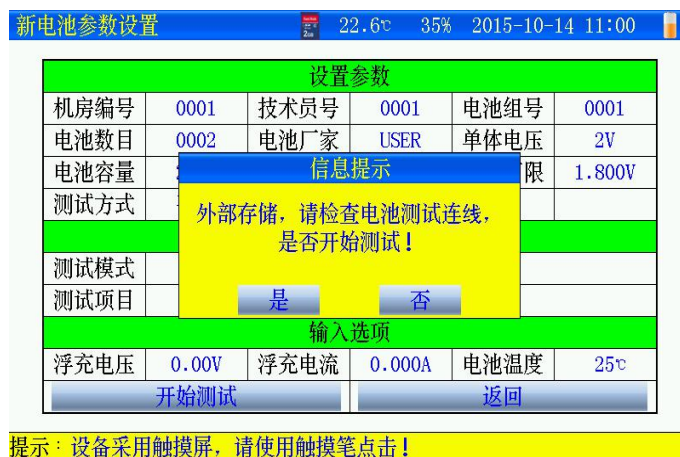 新电池参数设置 22.6℃ 35% 2015-10-14 11:00
设置参数
机房编号 0001 技术员号 0001 电池组号 0001
电池数目 0002 电池厂家 USER 单体电压 2V
电池容量 限 1.800V
信息提示
测试方式
外部存储,请检查电池测试连线,
是否开始测试!
测试模式
测试项目
是 否
输入选项
浮充电压 0.00V 浮充电流 0.000A 电池温度 25℃
开始测试 返回
提示:设备采用触摸屏,请使用触摸笔点击!